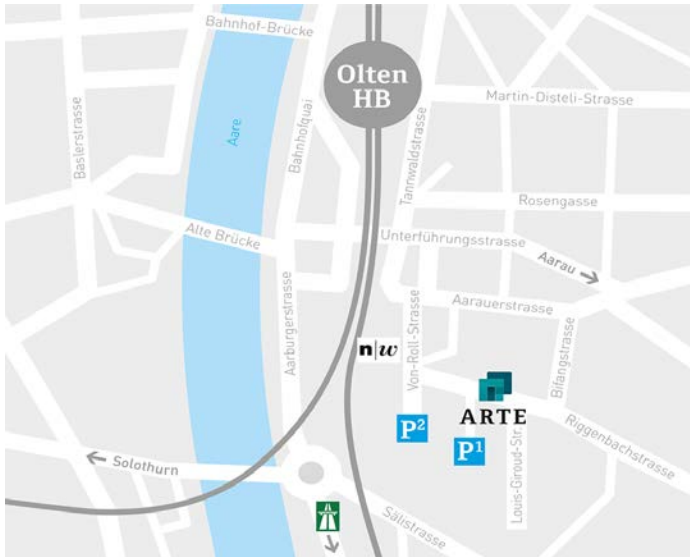 Bahnhof-Brücke
Olten
HB
Martin-Disteli-Strasse
Baslerstrasse
Aare
Bahnhofquai
Tannwaldstrasse
Rosengasse
Alte Brücke
Unterführungsstrasse
Aarau
Aarburgerstrasse
Von-Roll-Strasse
Aarauerstrasse
Bifangstrasse
n|w
ARTE
P²
P¹
Riggenbachstrasse
Louis-Giroud-Str.
Solothurn
Sälistrasse